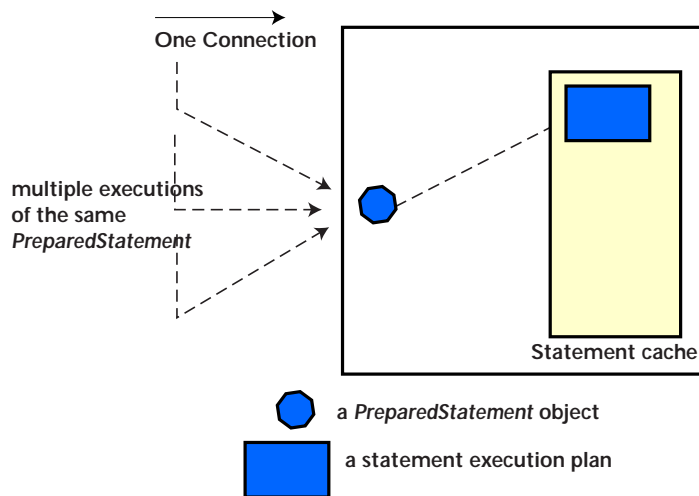 One Connection
multiple executions
of the same
PreparedStatement
Statement cache
a PreparedStatement object
a statement execution plan